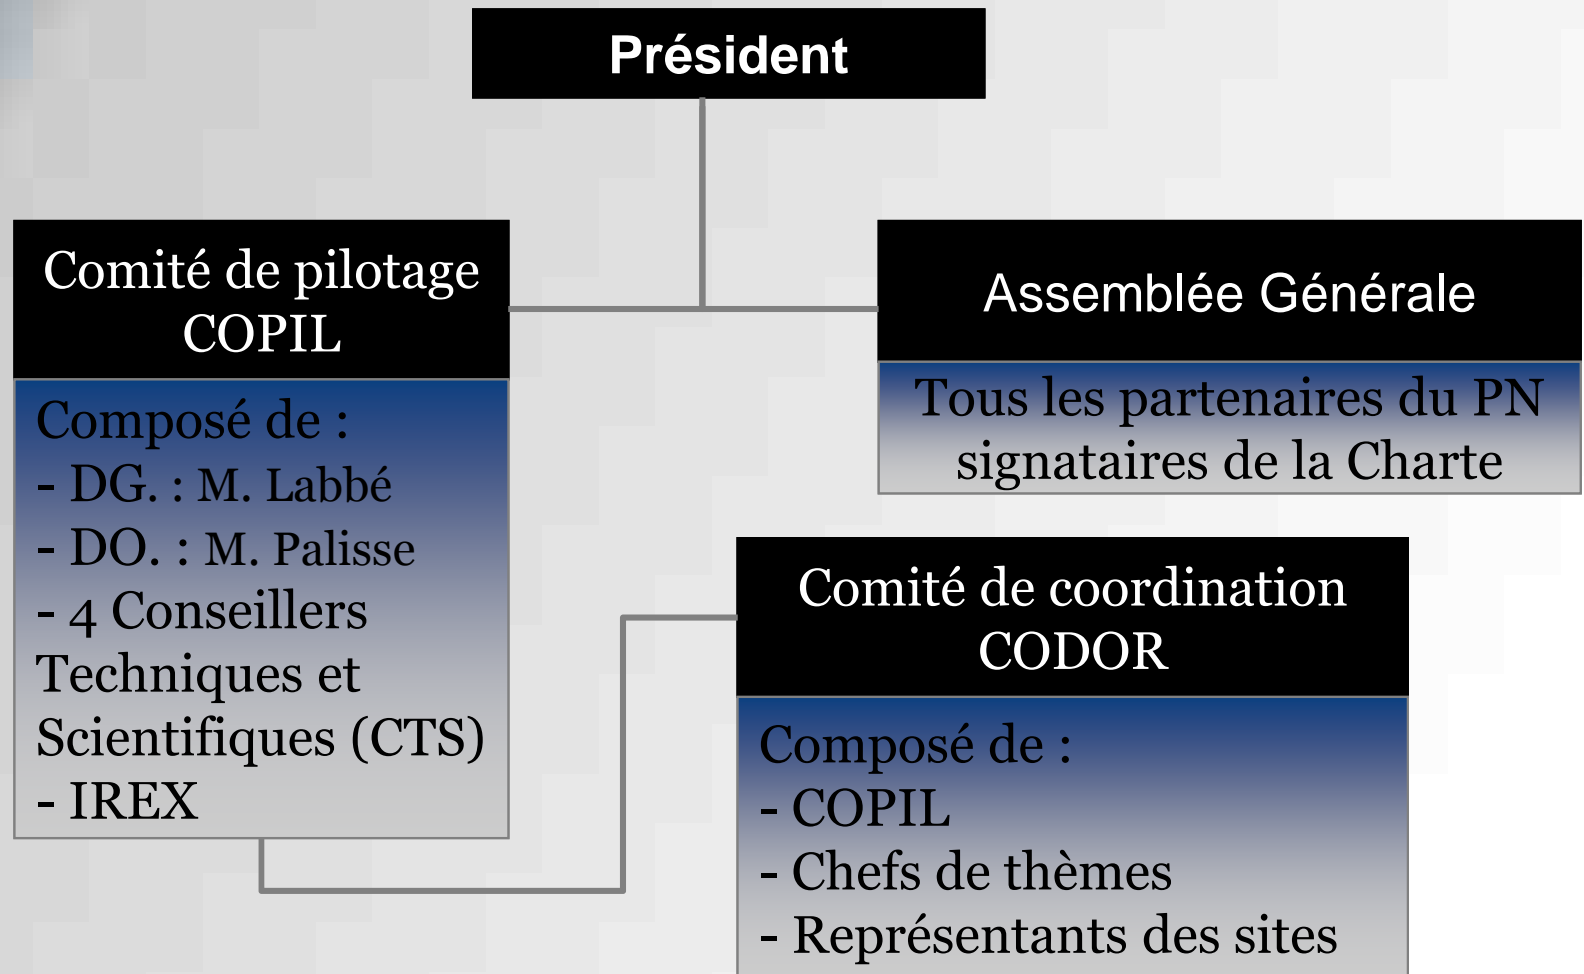 Président
Comité de pilotage
COPIL
Composé de :
- DG. : M. Labbé
- DO. : M. Palisse
- 4 Conseillers
Techniques et
Scientifiques (CTS)
- IREX
Assemblée Générale
Tous les partenaires du PN
signataires de la Charte
Comité de coordination
CODOR
Composé de :
- COPIL
- Chefs de thèmes
- Représentants des sites